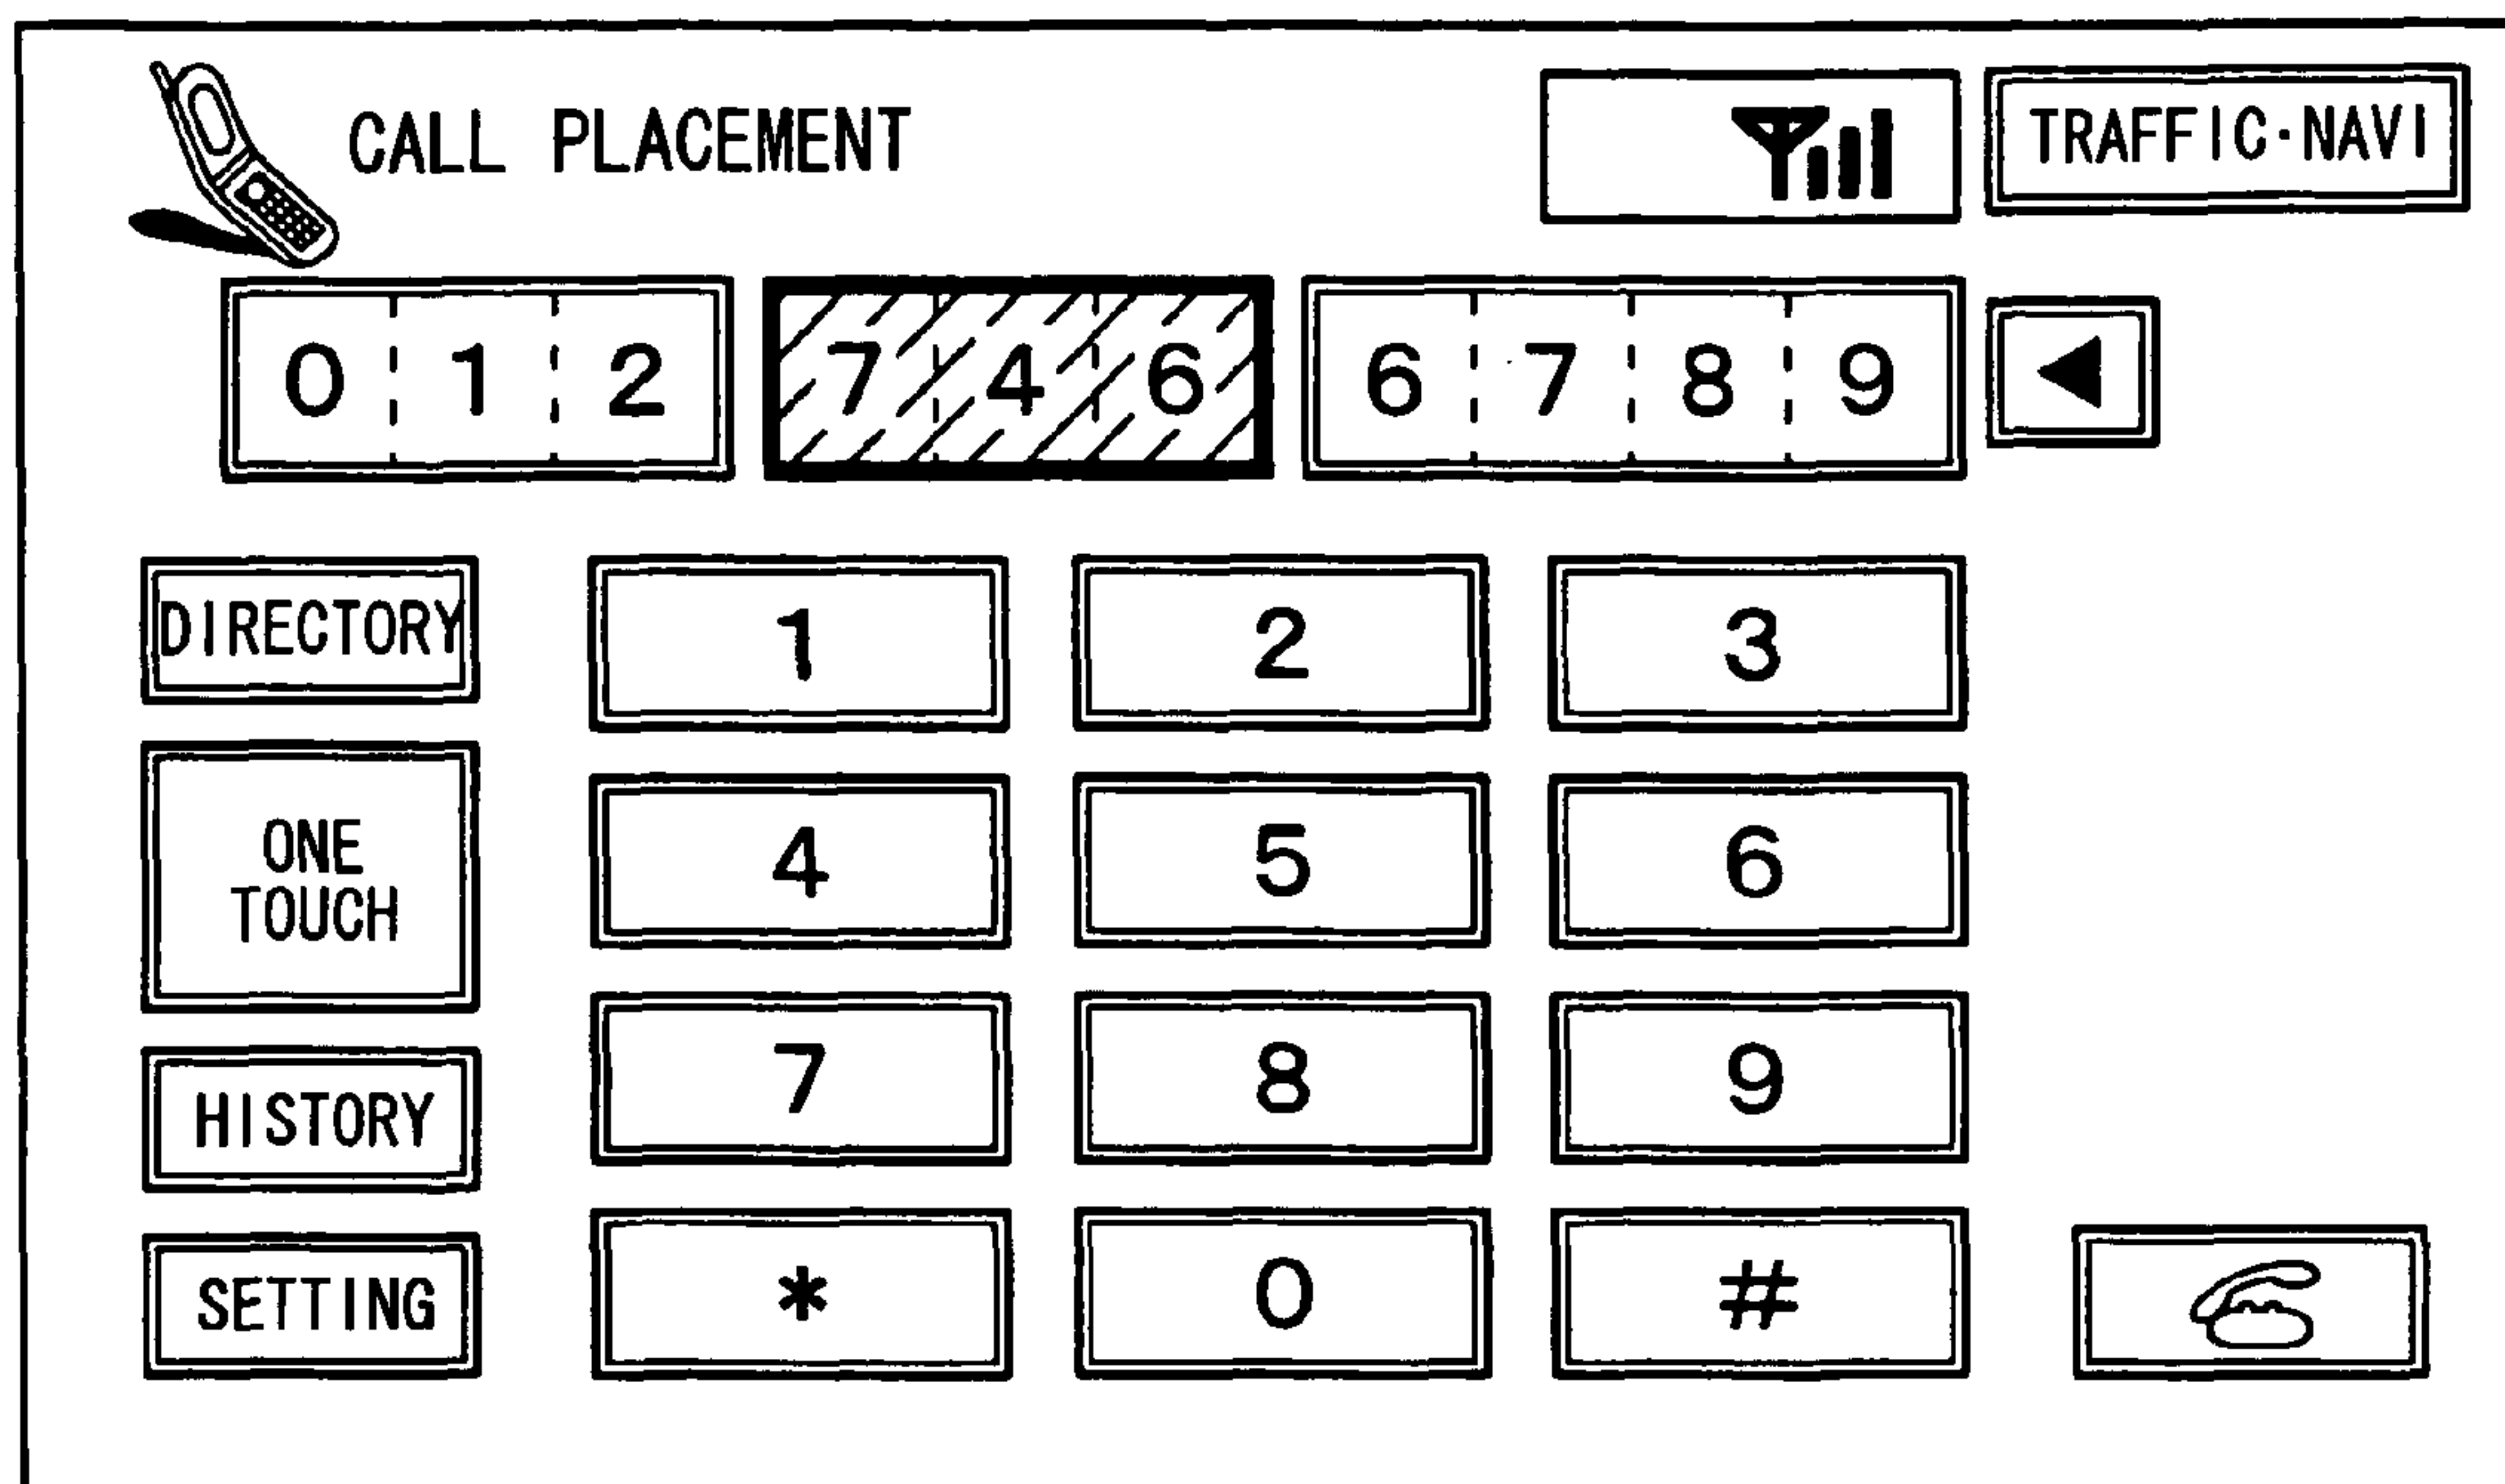 CALL PLACEMENT
TRAFFIC·NAVI
0 1 2 7 4 6 6 7 8 9
DIRECTORY
1 2 3
ONE
TOUCH
4 5 6
HISTORY
7 8 9
SETTING
* 0 #